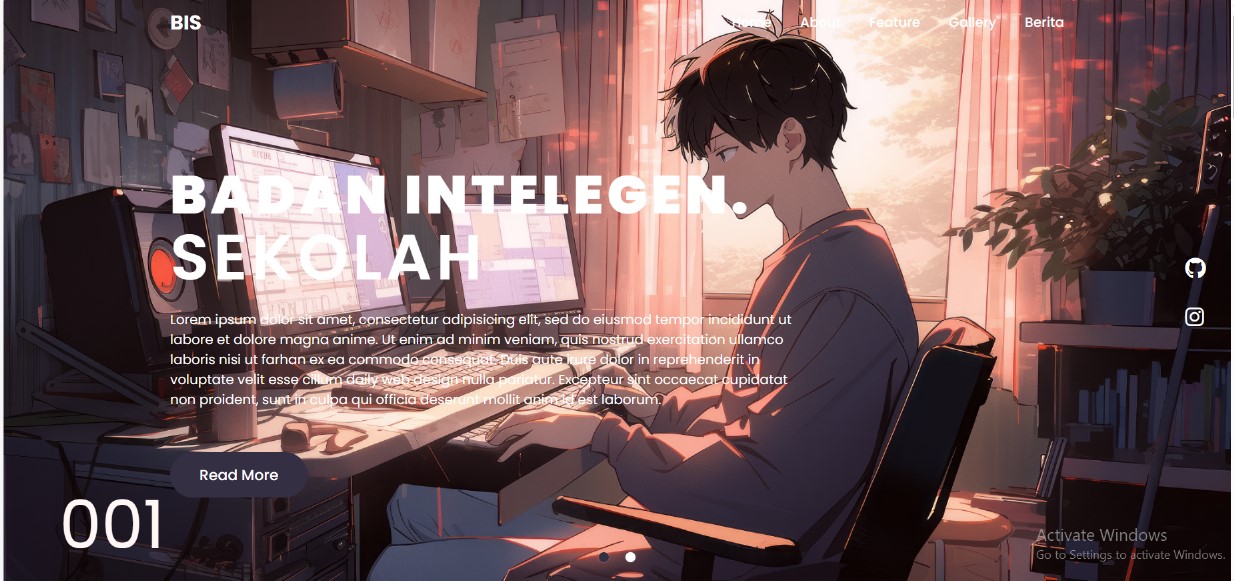 BIS
Home About Feature Gallery Berita
BADAN INTELEGEN.
SEKOLAH
Lorem ipsum dolor sit amet, consectetur adipisicing elit, sed do eiusmod tempor incididunt ut
labore et dolore magna anime. Ut enim ad minim veniam, quis nostrud exercitation ullamco
laboris nisi ut farhan ex ea commodo consequat. Duis aute irure dolor in reprehenderit in
voluptate velit esse cillum daily web design nulla pariatur. Excepteur sint occaecat cupidatat
non proident, sunt in culpa qui officia deserunt mollit anim id est laborum.
Read More
001
Activate Windows
Go to Settings to activate Windows.